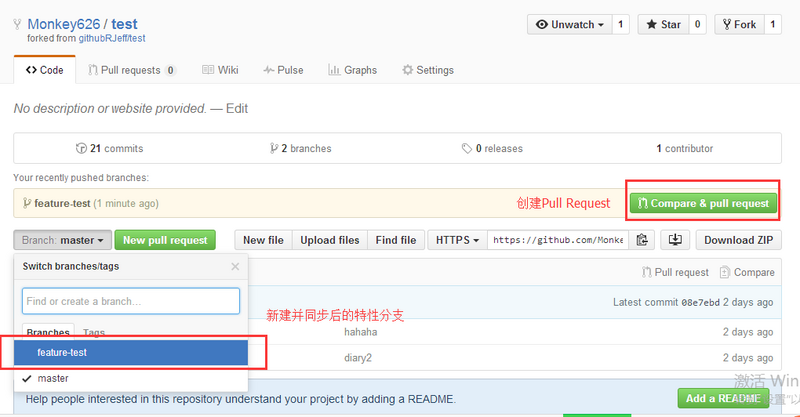 Monkey626 / test
Unwatch 1 Star 0 Fork 1
forked from githubRJeff/test
Code Pull requests 0 Wiki Pulse Graphs Settings
No description or website provided. — Edit
21 commits 2 branches 0 releases 1 contributor
Your recently pushed branches:
feature-test (1 minute ago) 创建Pull Request Compare & pull request
Branch: master New pull request New file Upload files Find file HTTPS https://github.com/Monke Download ZIP
Switch branches/tags
Pull request Compare
Find or create a branch…
Latest commit 08e7ebd 2 days ago
新建并同步后的特性分支
Branches Tags
hahaha 2 days ago
feature-test
diary2 2 days ago
master
激活 Win
Help people interested in this repository understand your project by adding a README. Add a README
设置"以